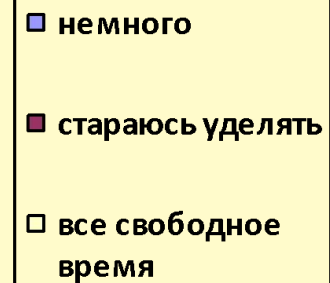 немного
стараюсь уделять
все свободное
время